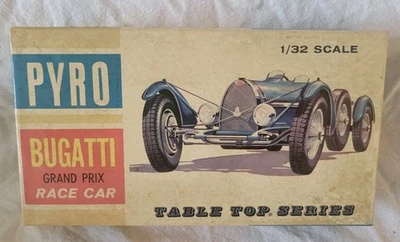 PYRO
1/32 SCALE
BUGATTI
GRAND PRIX
RACE CAR
TABLE TOP SERIES